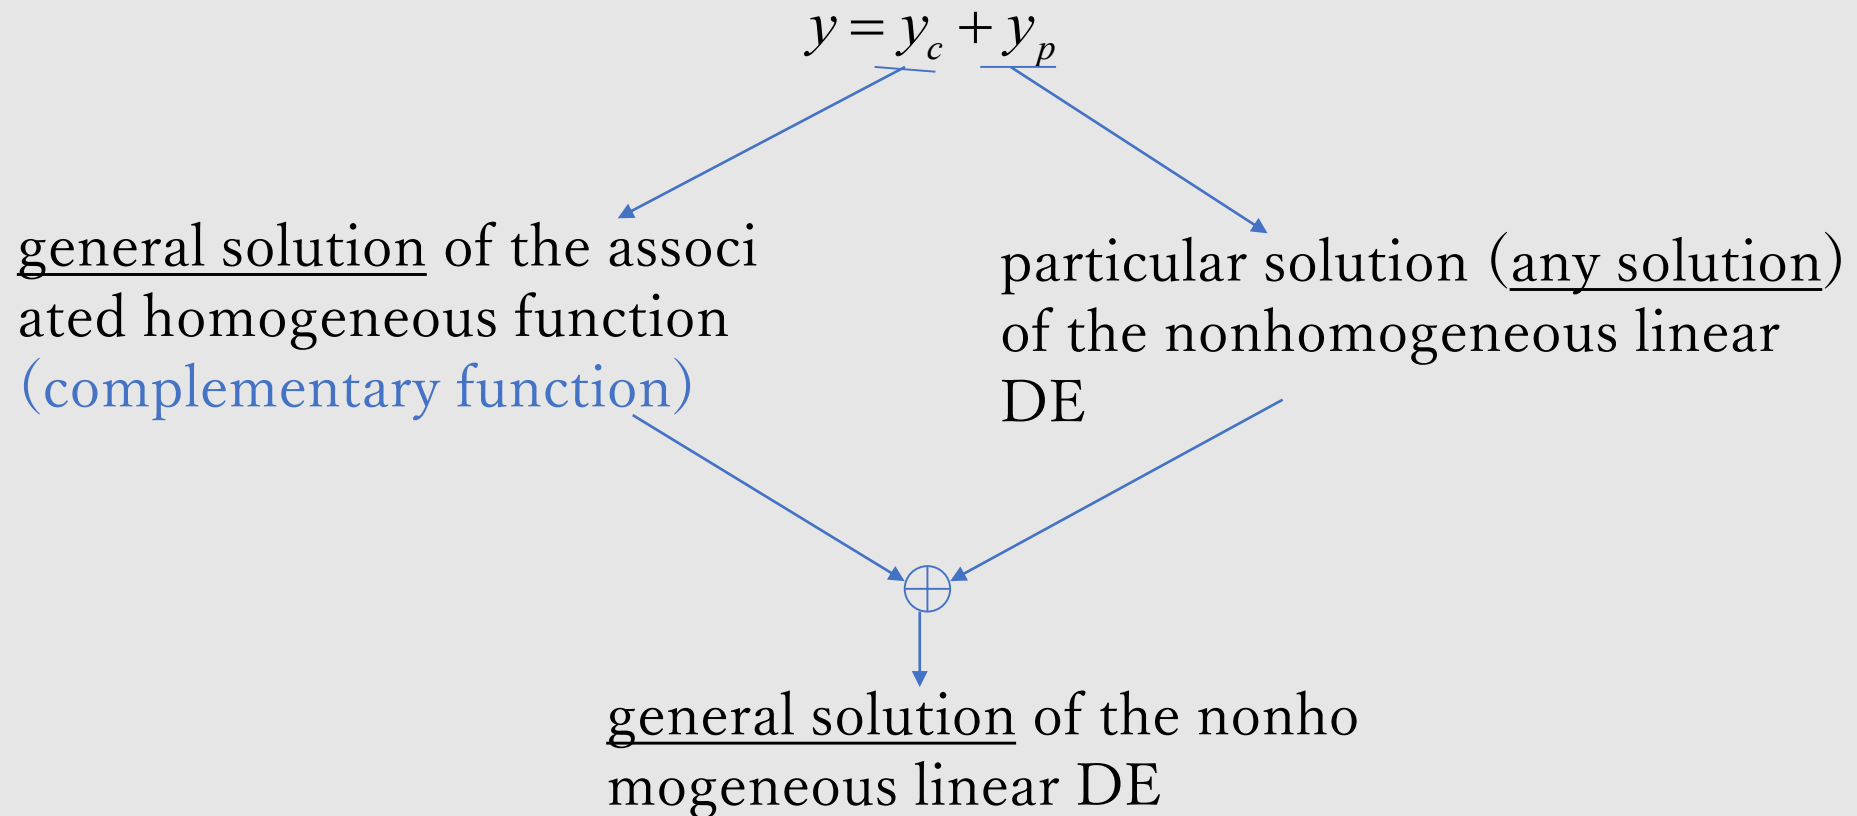 y = y_c + y_p
general solution of the associ
ated homogeneous function
(complementary function)
particular solution (any solution)
of the nonhomogeneous linear
DE
general solution of the nonho
mogeneous linear DE